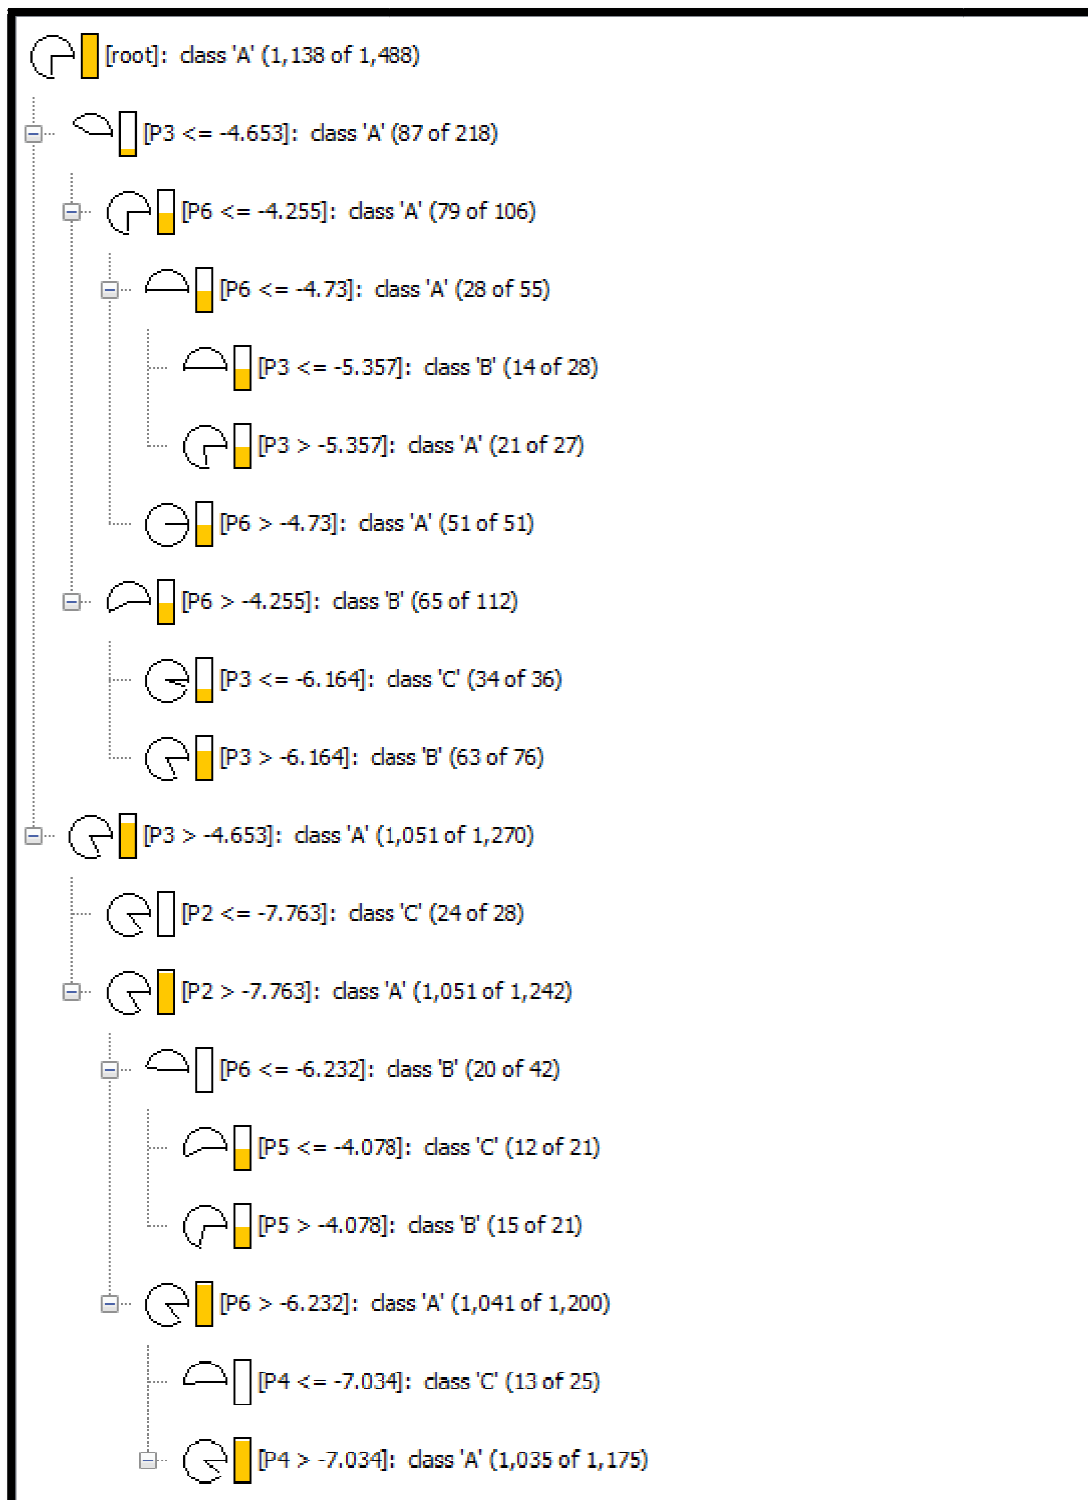 [root]: class 'A' (1,138 of 1,488)
[P3 <= -4.653]: class 'A' (87 of 218)
[P6 <= -4.255]: class 'A' (79 of 106)
[P6 <= -4.73]: class 'A' (28 of 55)
[P3 <= -5.357]: class 'B' (14 of 28)
[P3 > -5.357]: class 'A' (21 of 27)
[P6 > -4.73]: class 'A' (51 of 51)
[P6 > -4.255]: class 'B' (65 of 112)
[P3 <= -6.164]: class 'C' (34 of 36)
[P3 > -6.164]: class 'B' (63 of 76)
[P3 > -4.653]: class 'A' (1,051 of 1,270)
[P2 <= -7.763]: class 'C' (24 of 28)
[P2 > -7.763]: class 'A' (1,051 of 1,242)
[P6 <= -6.232]: class 'B' (20 of 42)
[P5 <= -4.078]: class 'C' (12 of 21)
[P5 > -4.078]: class 'B' (15 of 21)
[P6 > -6.232]: class 'A' (1,041 of 1,200)
[P4 <= -7.034]: class 'C' (13 of 25)
[P4 > -7.034]: class 'A' (1,035 of 1,175)